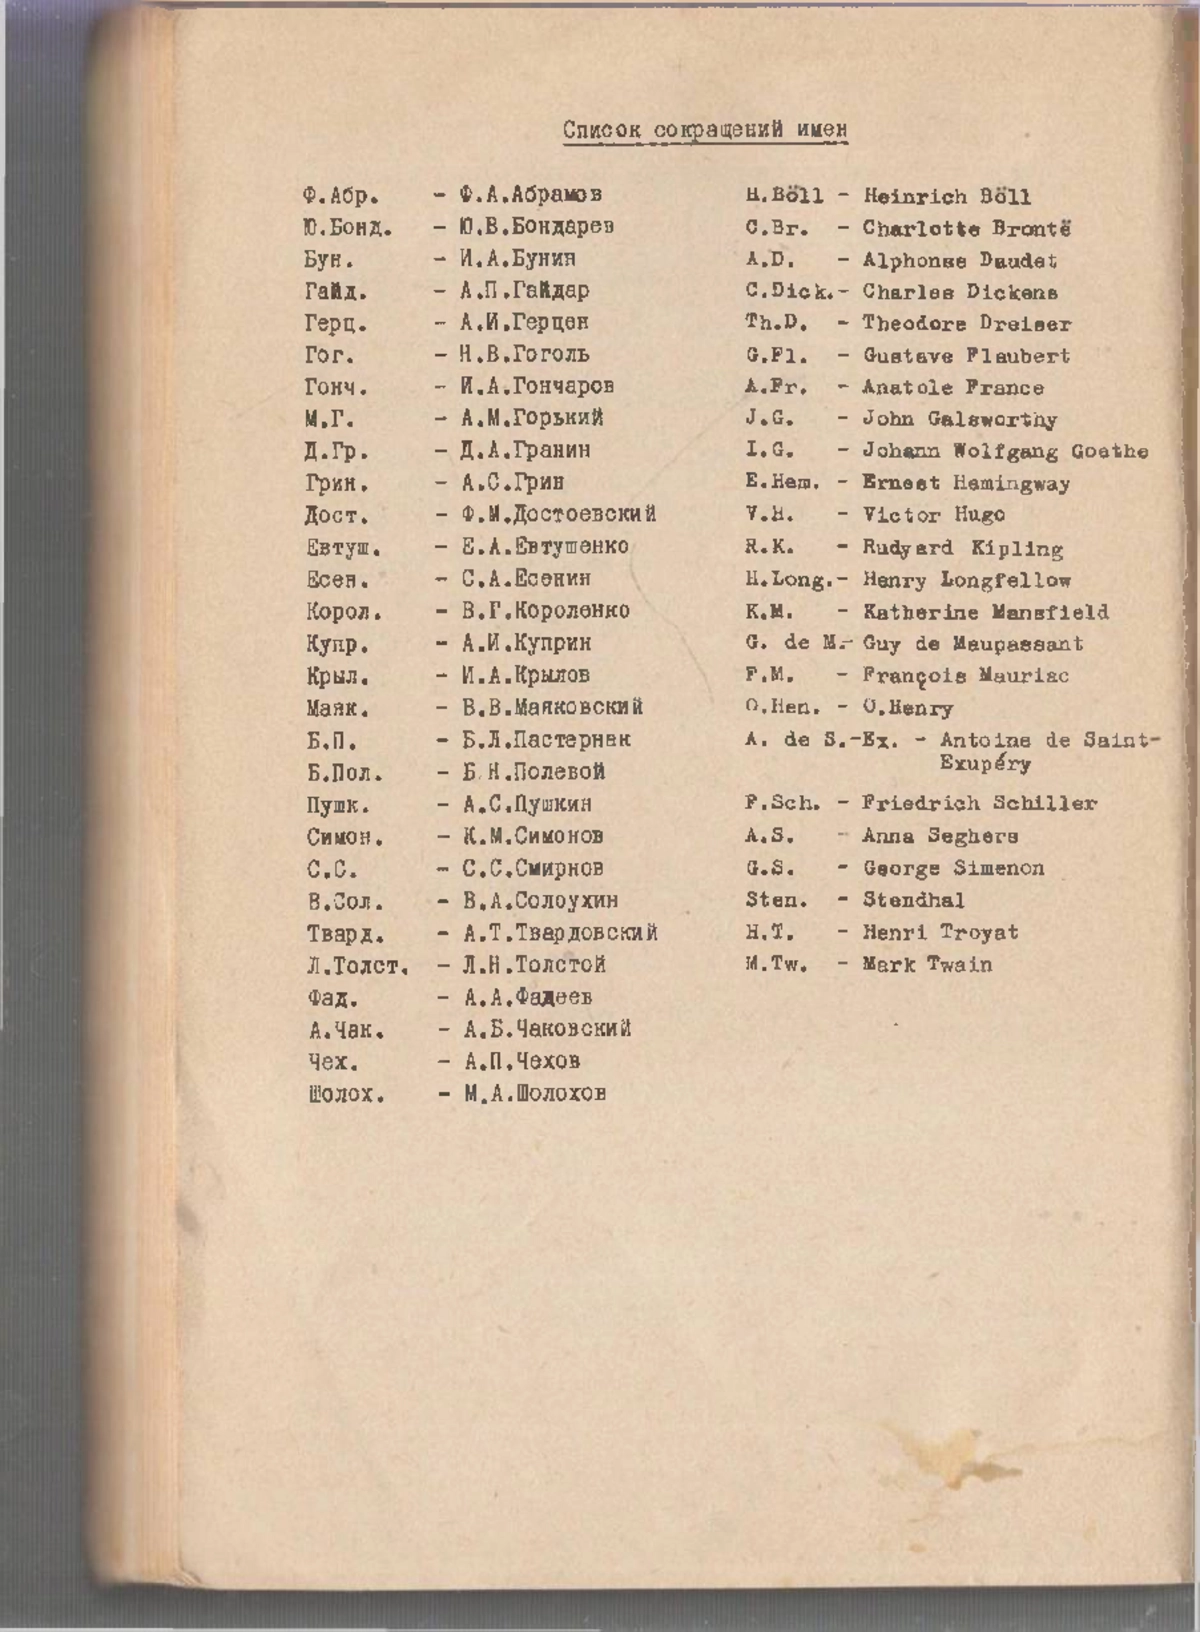 Список сокращений имен
Ф.Абр. - Ф.А.Абрамов
Ю.Бонд. - Ю.В.Бондарев
Бун. - И.А.Бунин
Гайд. - А.П.Гайдар
Герц. - А.И.Герцен
Гог. - Н.В.Гоголь
Гонч. - И.А.Гончаров
М.Г. - А.М.Горький
Д.Гр. - Д.А.Гранин
Грин. - А.С.Грин
Дост. - Ф.М.Достоевский
Евтуш. - Е.А.Евтушенко
Есен. - С.А.Есенин
Корол. - В.Г.Короленко
Купр. - А.И.Куприн
Крыл. - И.А.Крылов
Маяк. - В.В.Маяковский
Б.П. - Б.Л.Пастернак
Б.Пол. - Б.Н.Полевой
Пушк. - А.С.Пушкин
Симон. - К.М.Симонов
С.С. - С.С.Смирнов
В.Сол. - В.А.Солоухин
Твард. - А.Т.Твардовский
Л.Толст. - Л.Н.Толстой
Фад. - А.А.Фадеев
А.Чак. - А.Б.Чаковский
Чех. - А.П.Чехов
Шолох. - М.А.Шолохов
H.Böll - Heinrich Böll
C.Br. - Charlotte Brontë
A.D. - Alphonse Daudet
C.Dick.- Charles Dickens
Th.D. - Theodore Dreiser
G.Fl. - Gustave Flaubert
A.Fr. - Anatole France
J.G. - John Galsworthy
I.G. - Johann Wolfgang Goethe
E.Hem. - Ernest Hemingway
V.H. - Victor Hugo
R.K. - Rudyard Kipling
H.Long.- Henry Longfellow
K.M. - Katherine Mansfield
G. de M.- Guy de Maupassant
F.M. - François Mauriac
O.Hen. - O.Henry
A. de S.-Ex. - Antoine de Saint-
Exupéry
F.Sch. - Friedrich Schiller
A.S. - Anna Seghers
G.S. - George Simenon
Sten. - Stendhal
H.T. - Henri Troyat
M.Tw. - Mark Twain